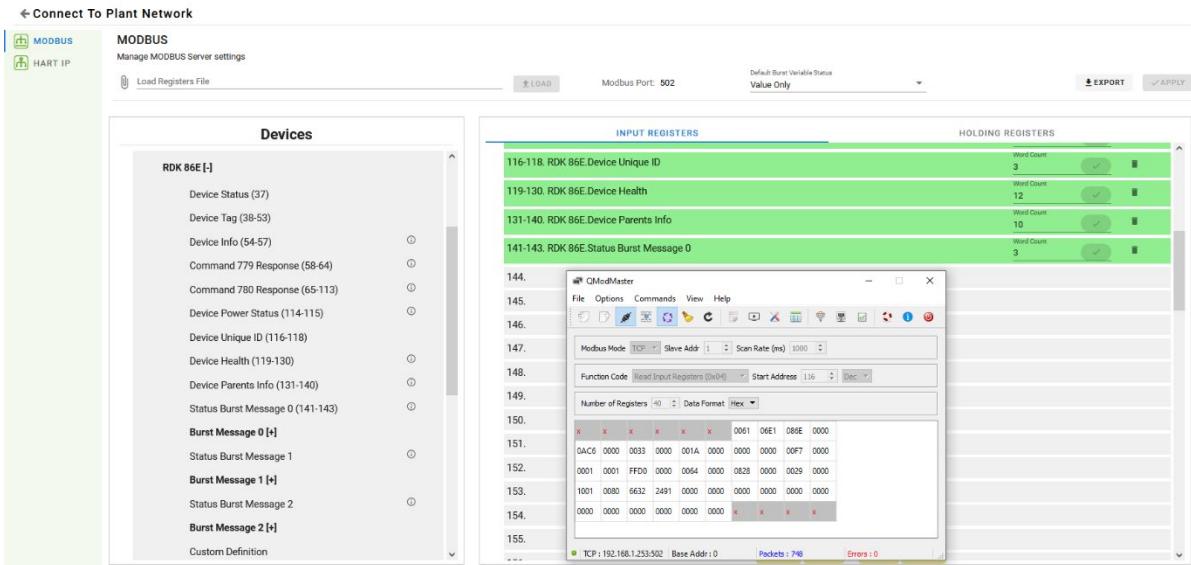 Connect To Plant Network
MODBUS
HART IP
MODBUS
Manage MODBUS Server settings
Load Registers File
LOAD
Modbus Port: 502
Default Burst Variable Status
Value Only
EXPORT
APPLY
Devices
RDK 86E [-]
Device Status (37)
Device Tag (38-53)
Device Info (54-57)
Command 779 Response (58-64)
Command 780 Response (65-113)
Device Power Status (114-115)
Device Unique ID (116-118)
Device Health (119-130)
Device Parents Info (131-140)
Status Burst Message 0 (141-143)
Burst Message 0 [+]
Status Burst Message 1
Burst Message 1 [+]
Status Burst Message 2
Burst Message 2 [+]
Custom Definition
INPUT REGISTERS
HOLDING REGISTERS
116-118. RDK 86E.Device Unique ID
Word Count
3
119-130. RDK 86E.Device Health
Word Count
12
131-140. RDK 86E.Device Parents Info
Word Count
10
141-143. RDK 86E.Status Burst Message 0
Word Count
3
144.
145.
146.
147.
148.
149.
150.
151.
152.
153.
154.
155.
QModMaster
File Options Commands View Help
Modbus Mode TCP Slave Addr 1 Scan Rate (ms) 1000
Function Code Read Input Registers (0x04) Start Address 116 Dec
Number of Registers 40 Data Format Hex
x x x x x x 0061 06E1 086E 0000
0AC6 0000 0033 0000 001A 0000 0000 0000 00F7 0000
0001 0001 FFD0 0000 0064 0000 0828 0000 0029 0000
1001 0080 6632 2491 0000 0000 0000 0000 0000 0000
0000 0000 0000 0000 0000 0000 x x x x
TCP : 192.168.1.253:502 Base Addr : 0 Packets : 748 Errors : 0